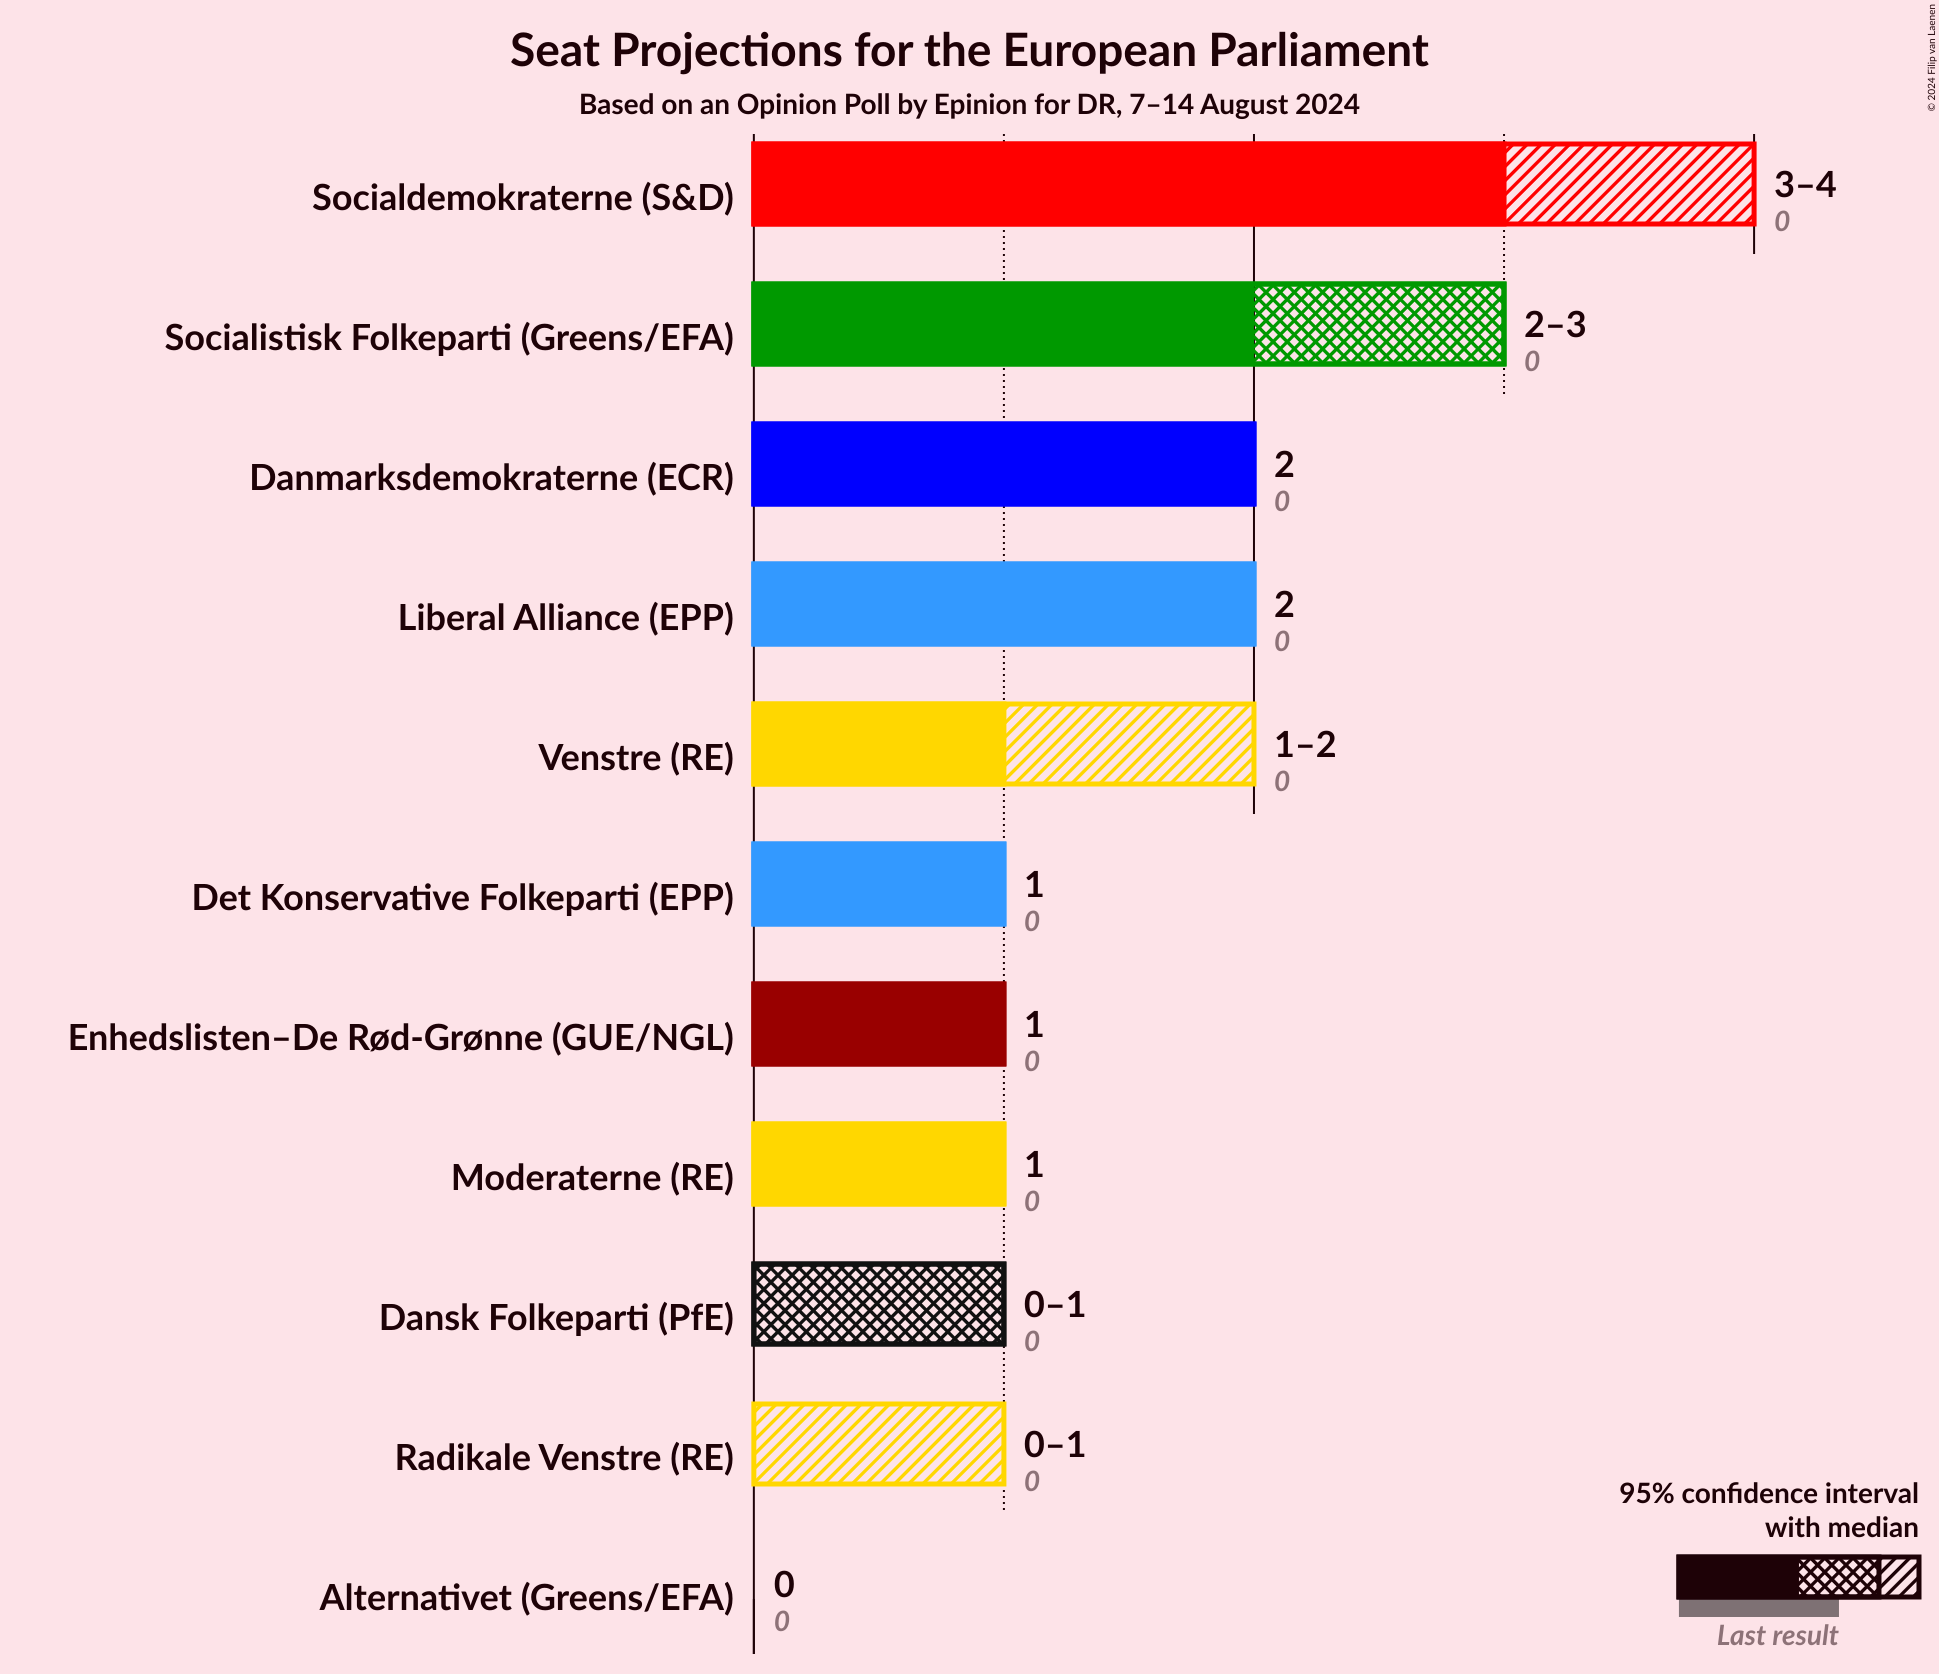 Seat Projections for the European Parliament
Based on an Opinion Poll by Epinion for DR, 7–14 August 2024
© 2024 Filip van Laenen
Socialdemokraterne (S&D)
3–4
0
Socialistisk Folkeparti (Greens/EFA)
2–3
0
Danmarksdemokraterne (ECR)
2
0
Liberal Alliance (EPP)
2
0
Venstre (RE)
1–2
0
Det Konservative Folkeparti (EPP)
1
0
Enhedslisten–De Rød-Grønne (GUE/NGL)
1
0
Moderaterne (RE)
1
0
Dansk Folkeparti (PfE)
0–1
0
Radikale Venstre (RE)
0–1
0
Alternativet (Greens/EFA)
0
0
95% confidence interval
with median
Last result